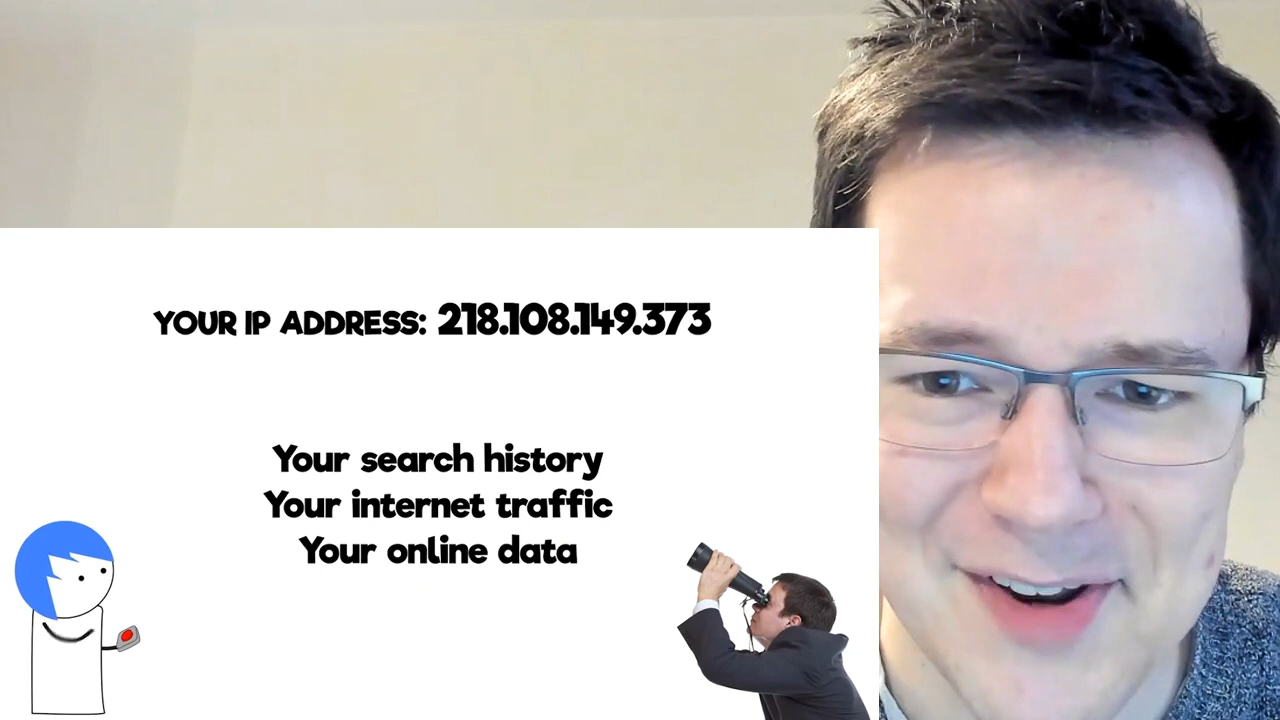 YOUR IP ADDRESS: 218.108.149.373
Your search history
Your internet traffic
Your online data